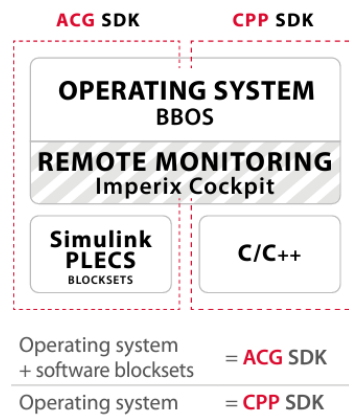 ACG SDK CPP SDK
OPERATING SYSTEM
BBOS
REMOTE MONITORING
Imperix Cockpit
Simulink
PLECS
BLOCKSETS
C/C++
Operating system
+ software blocksets = ACG SDK
Operating system = CPP SDK